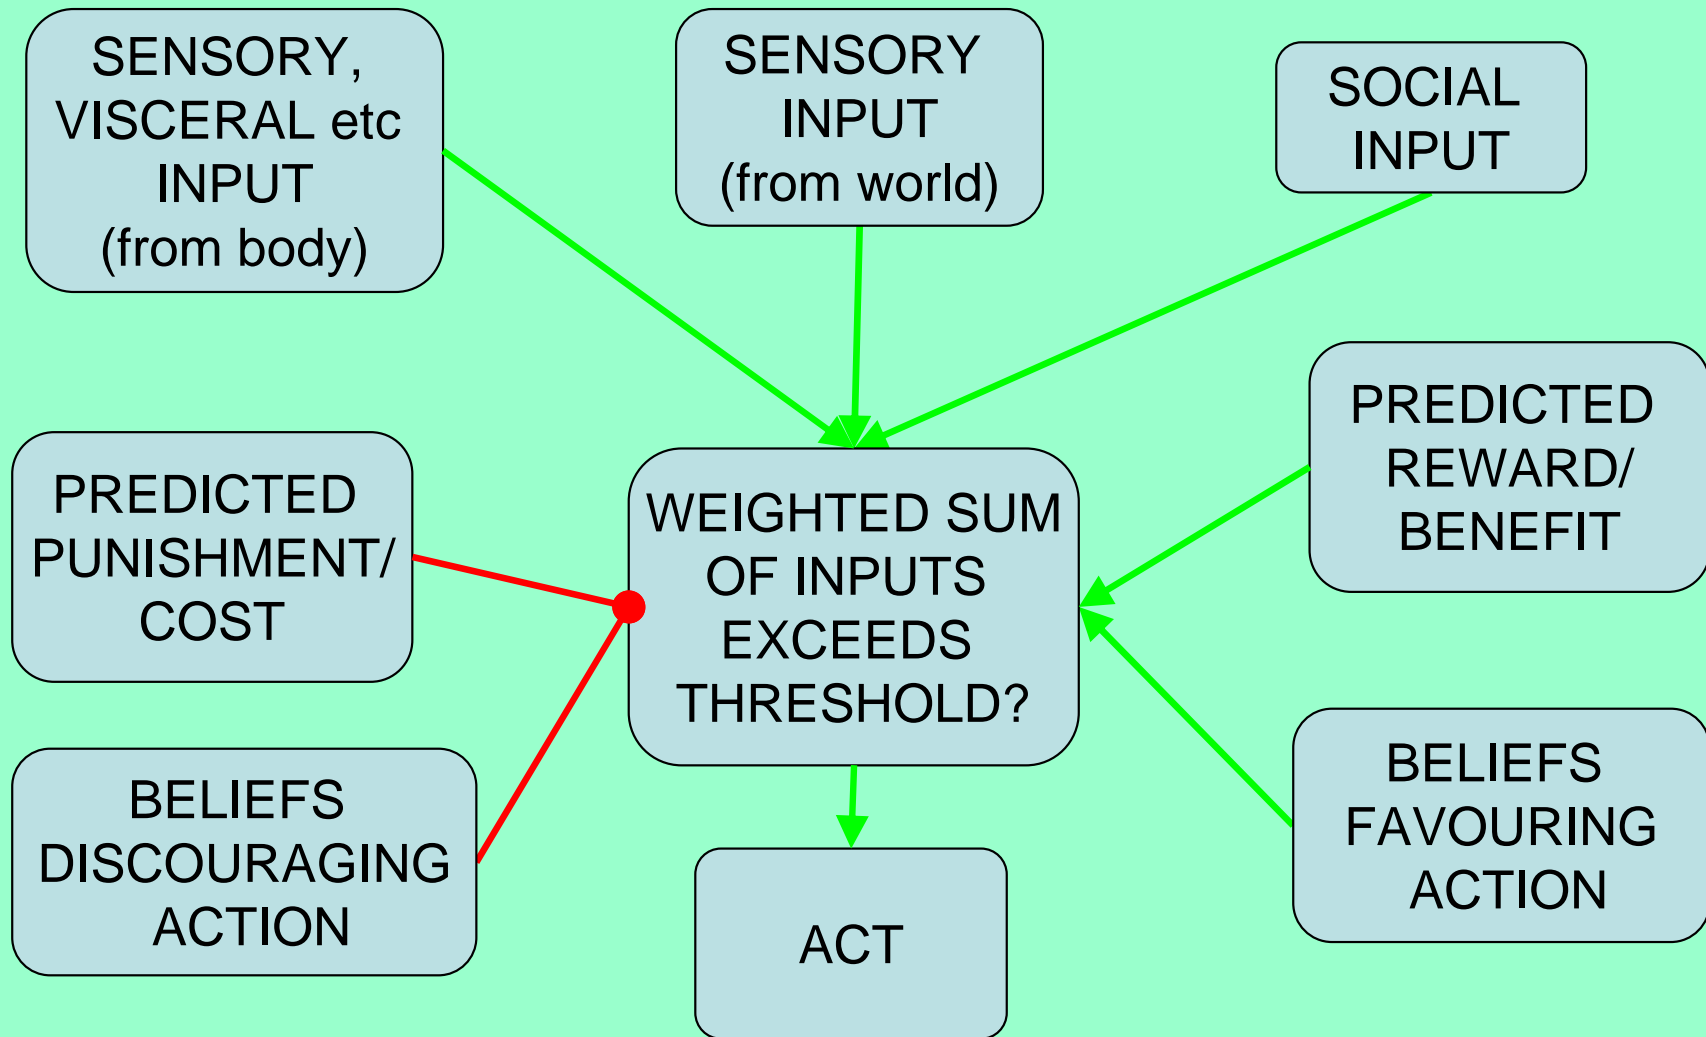 SENSORY,
VISCERAL etc
INPUT
(from body)
SENSORY
INPUT
(from world)
SOCIAL
INPUT
PREDICTED
PUNISHMENT/
COST
WEIGHTED SUM
OF INPUTS
EXCEEDS
THRESHOLD?
PREDICTED
REWARD/
BENEFIT
BELIEFS
DISCOURAGING
ACTION
ACT
BELIEFS
FAVOURING
ACTION